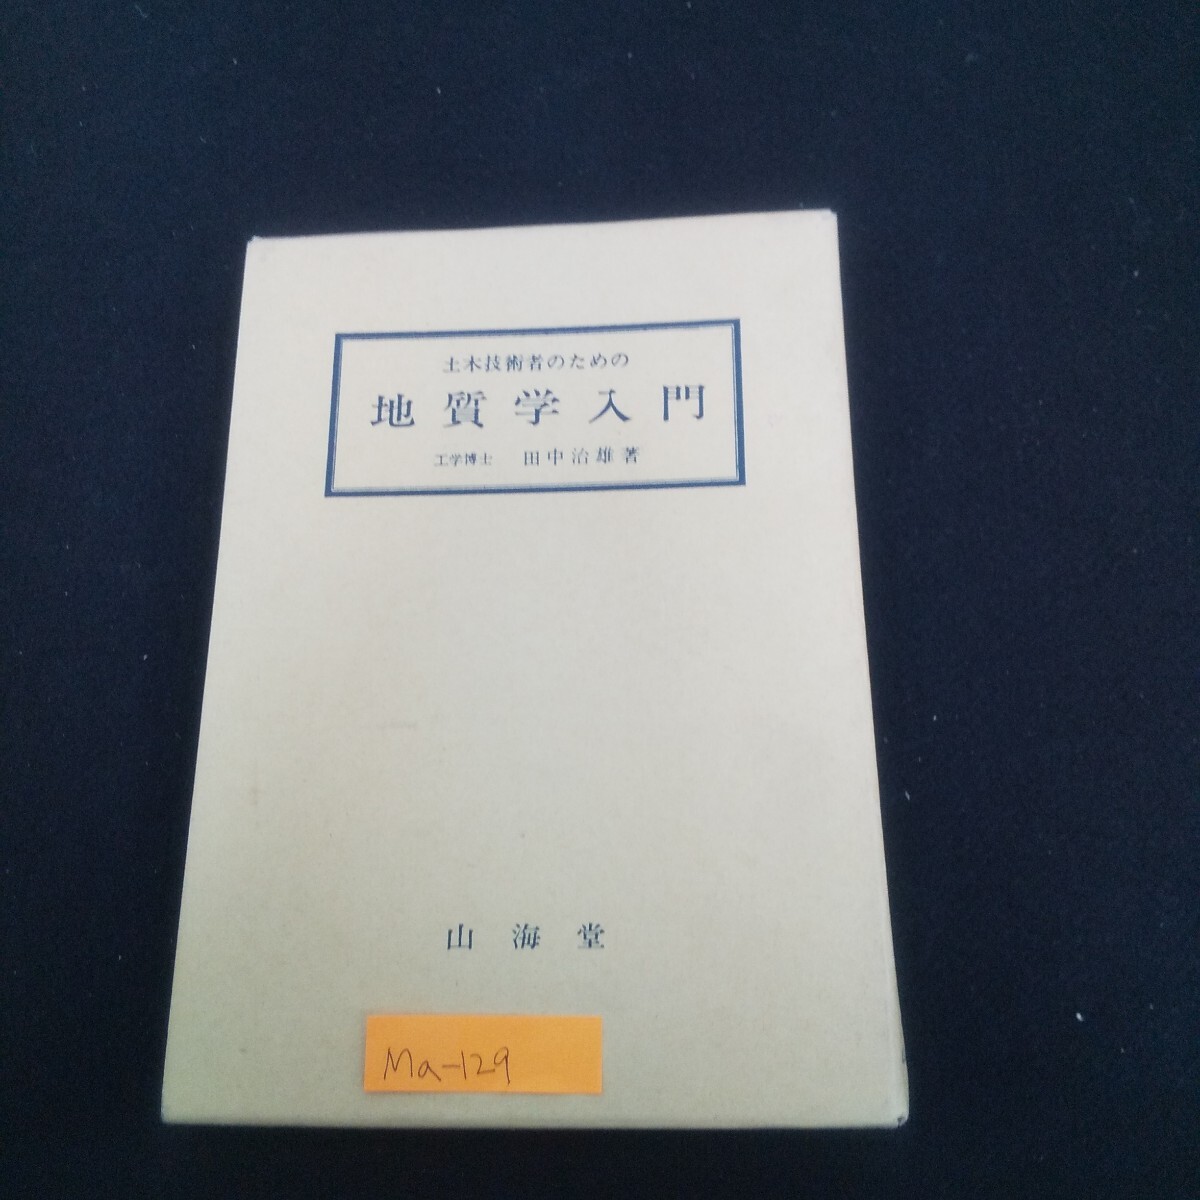 土木技術者のための
地質学入門
工学博士 田中治雄著
山海堂
Ma-129